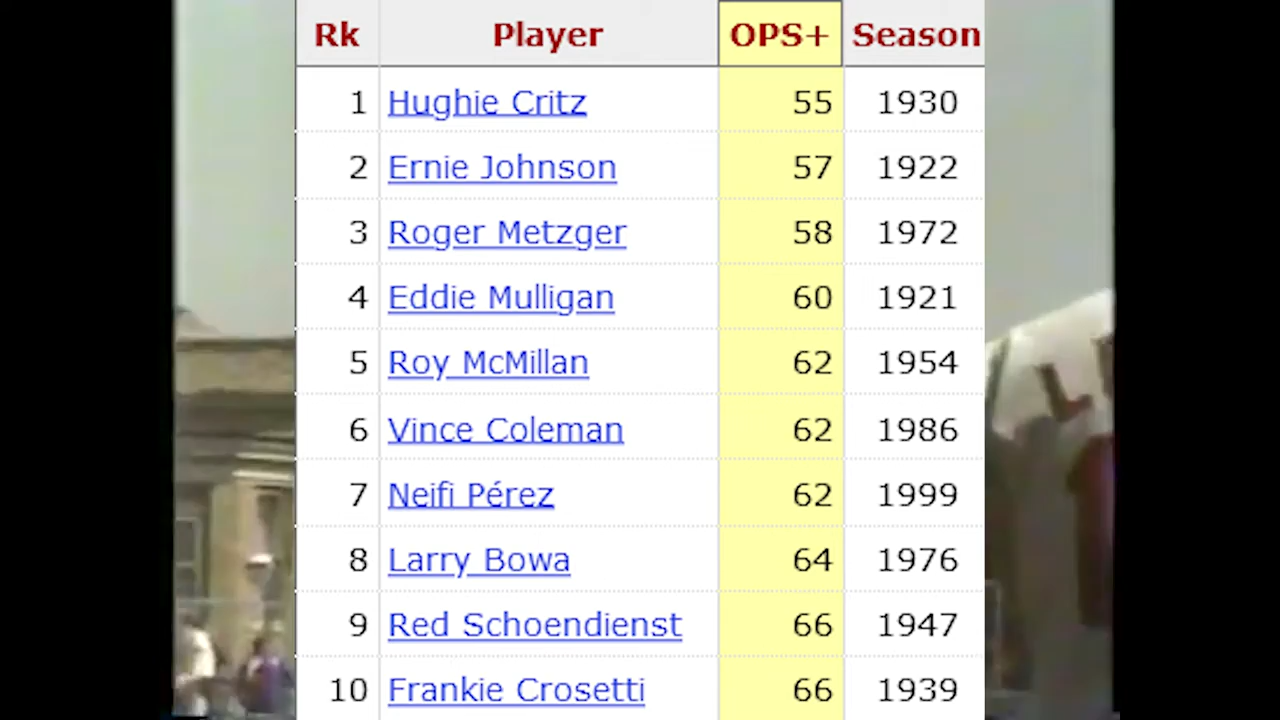 Rk Player OPS+ Season
1 Hughie Critz 55 1930
2 Ernie Johnson 57 1922
3 Roger Metzger 58 1972
4 Eddie Mulligan 60 1921
5 Roy McMillan 62 1954
6 Vince Coleman 62 1986
7 Neifi Pérez 62 1999
8 Larry Bowa 64 1976
9 Red Schoendienst 66 1947
10 Frankie Crosetti 66 1939